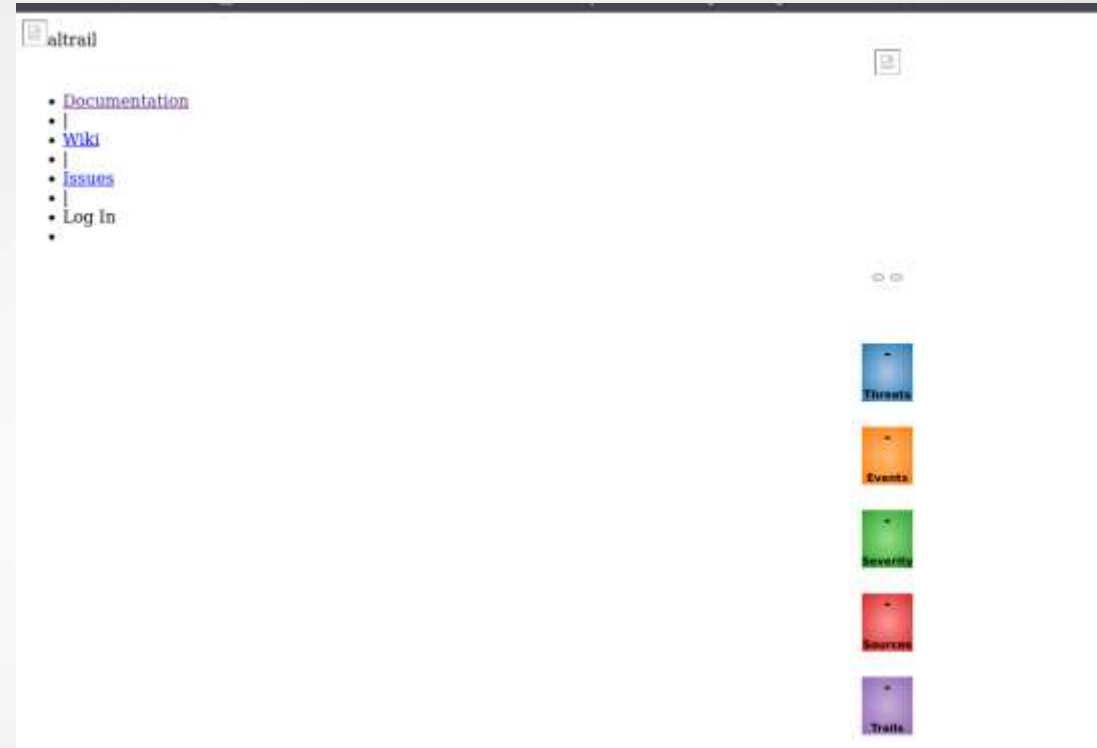 altrail
Documentation
|
Wiki
|
Issues
|
Log In
Threats
Events
Severity
Sources
Trails